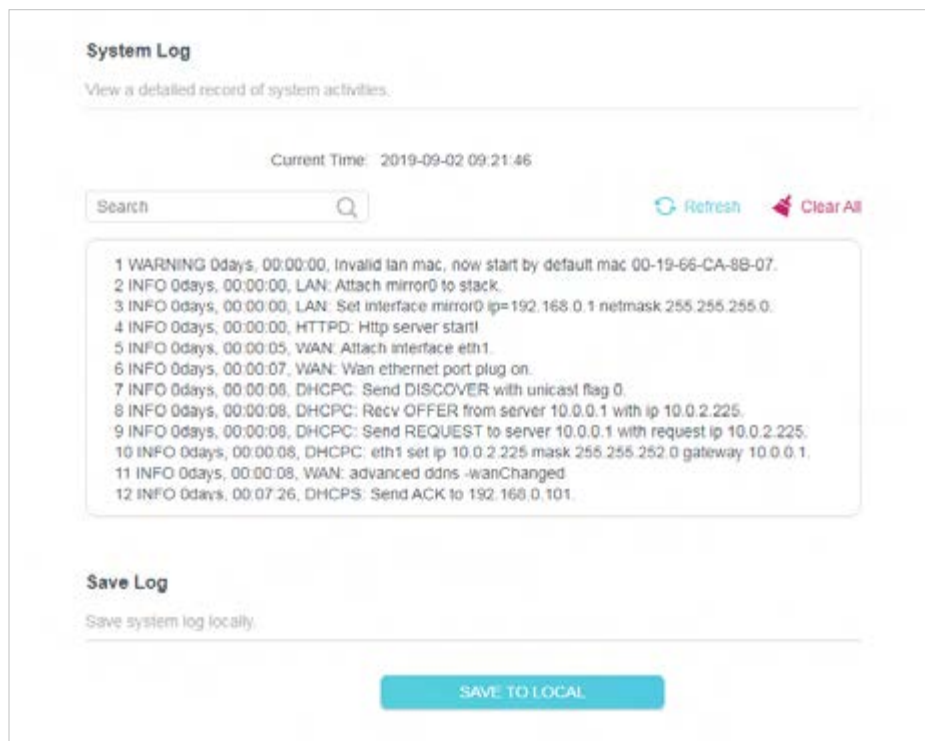 System Log
View a detailed record of system activities.
Current Time: 2019-09-02 09:21:46
Search
Refresh
Clear All
1 WARNING 0days, 00:00:00, Invalid lan mac, now start by default mac 00-19-66-CA-8B-07.
2 INFO 0days, 00:00:00, LAN: Attach mirror0 to stack.
3 INFO 0days, 00:00:00, LAN: Set interface mirror0 ip=192.168.0.1 netmask 255.255.255.0.
4 INFO 0days, 00:00:00, HTTPD: Http server start!
5 INFO 0days, 00:00:05, WAN: Attach interface eth1.
6 INFO 0days, 00:00:07, WAN: Wan ethernet port plug on.
7 INFO 0days, 00:00:08, DHCPC: Send DISCOVER with unicast flag 0.
8 INFO 0days, 00:00:08, DHCPC: Recv OFFER from server 10.0.0.1 with ip 10.0.2.225.
9 INFO 0days, 00:00:08, DHCPC: Send REQUEST to server 10.0.0.1 with request ip 10.0.2.225.
10 INFO 0days, 00:00:08, DHCPC: eth1 set ip 10.0.2.225 mask 255.255.252.0 gateway 10.0.0.1.
11 INFO 0days, 00:00:08, WAN: advanced ddns -wanChanged
12 INFO 0days, 00:07:26, DHCPS: Send ACK to 192.168.0.101.
Save Log
Save system log locally.
SAVE TO LOCAL